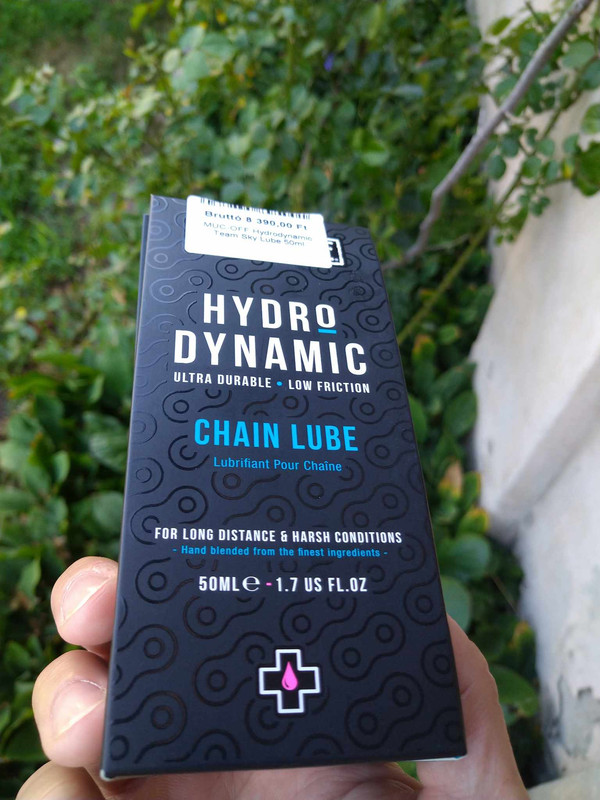 Bruttó 8 390,00 Ft
MUC-OFF Hydrodynamic
Team Sky Lube 50ml
HYDRO
DYNAMIC
ULTRA DURABLE • LOW FRICTION
CHAIN LUBE
Lubrifiant Pour Chaîne
FOR LONG DISTANCE & HARSH CONDITIONS
- Hand blended from the finest ingredients -
50ML ℮ - 1.7 US FL.OZ